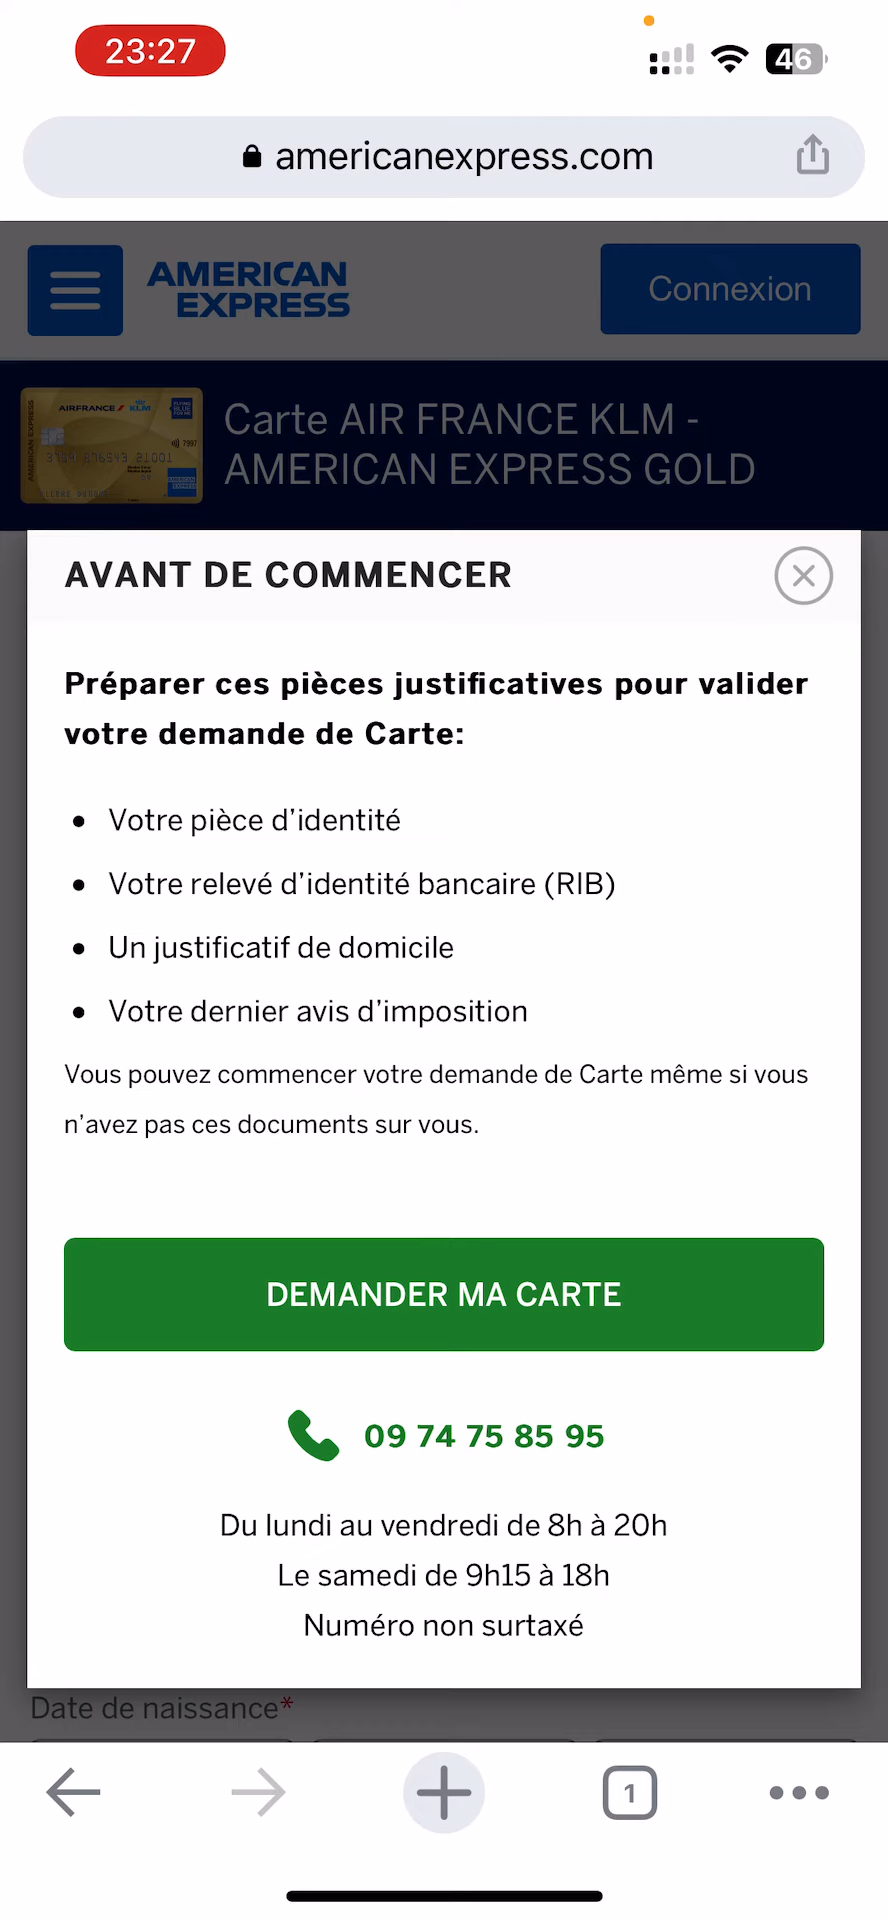 23:27
46
americanexpress.com
AMERICAN
EXPRESS
Connexion
AIRFRANCE KLM
Carte AIR FRANCE KLM -
AMERICAN EXPRESS GOLD
AVANT DE COMMENCER
Préparer ces pièces justificatives pour valider
votre demande de Carte:
• Votre pièce d’identité
• Votre relevé d’identité bancaire (RIB)
• Un justificatif de domicile
• Votre dernier avis d’imposition
Vous pouvez commencer votre demande de Carte même si vous
n’avez pas ces documents sur vous.
DEMANDER MA CARTE
09 74 75 85 95
Du lundi au vendredi de 8h à 20h
Le samedi de 9h15 à 18h
Numéro non surtaxé
Date de naissance*
1